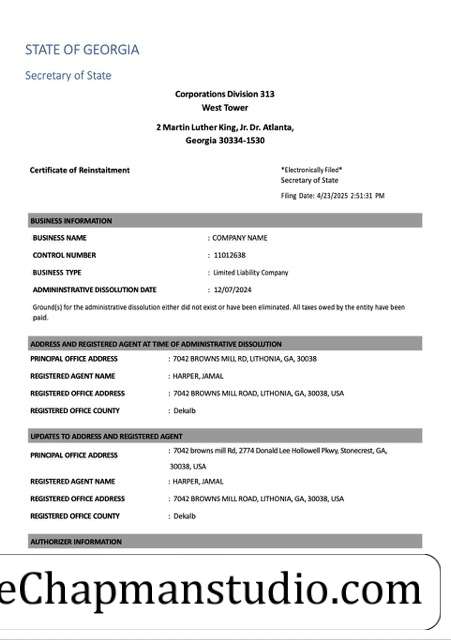 STATE OF GEORGIA
Secretary of State
Corporations Division 313
West Tower
2 Martin Luther King, Jr. Dr. Atlanta,
Georgia 30334-1530
Certificate of Reinstaitment
*Electronically Filed*
Secretary of State
Filing Date: 4/23/2025 2:51:31 PM
BUSINESS INFORMATION
BUSINESS NAME : COMPANY NAME
CONTROL NUMBER : 11012638
BUSINESS TYPE : Limited Liability Company
ADMININSTRATIVE DISSOLUTION DATE : 12/07/2024
Ground(s) for the administrative dissolution either did not exist or have been eliminated. All taxes owed by the entity have been
paid.
ADDRESS AND REGISTERED AGENT AT TIME OF ADMINISTRATIVE DISSOLUTION
PRINCIPAL OFFICE ADDRESS : 7042 BROWNS MILL RD, LITHONIA, GA, 30038
REGISTERED AGENT NAME : HARPER, JAMAL
REGISTERED OFFICE ADDRESS : 7042 BROWNS MILL ROAD, LITHONIA, GA, 30038, USA
REGISTERED OFFICE COUNTY : Dekalb
UPDATES TO ADDRESS AND REGISTERED AGENT
PRINCIPAL OFFICE ADDRESS : 7042 browns mill Rd, 2774 Donald Lee Hollowell Pkwy, Stonecrest, GA,
30038, USA
REGISTERED AGENT NAME : HARPER, JAMAL
REGISTERED OFFICE ADDRESS : 7042 BROWNS MILL ROAD, LITHONIA, GA, 30038, USA
REGISTERED OFFICE COUNTY : Dekalb
AUTHORIZER INFORMATION
eChapmanstudio.com